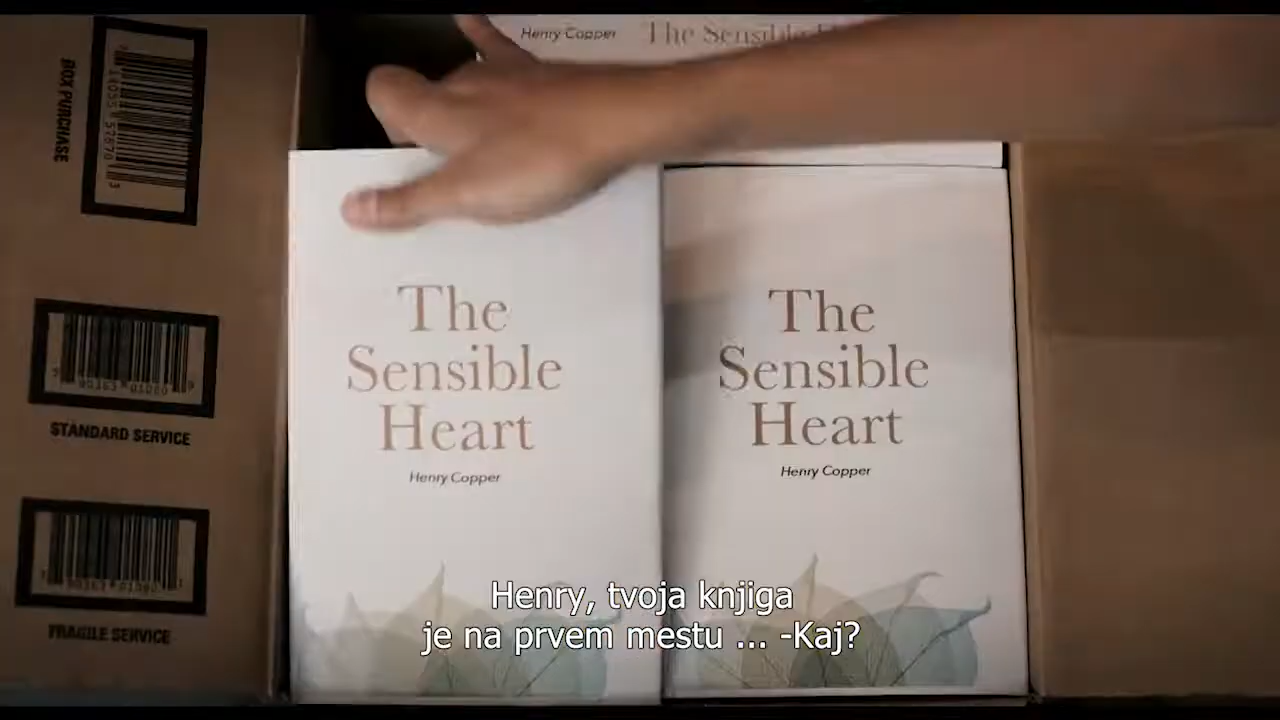 Henry Copper The Sensible
BOX PURCHASE
STANDARD SERVICE
FRAGILE SERVICE
The
Sensible
Heart
Henry Copper
The
Sensible
Heart
Henry Copper
Henry, tvoja knjiga
je na prvem mestu ... -Kaj?